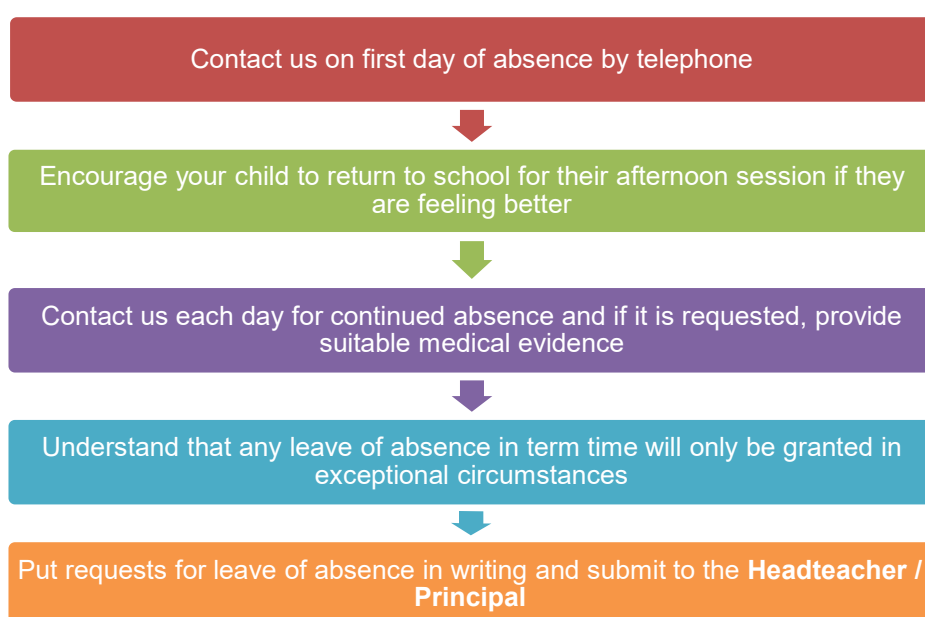 Contact us on first day of absence by telephone
Encourage your child to return to school for their afternoon session if they
are feeling better
Contact us each day for continued absence and if it is requested, provide
suitable medical evidence
Understand that any leave of absence in term time will only be granted in
exceptional circumstances
Put requests for leave of absence in writing and submit to the Headteacher /
Principal